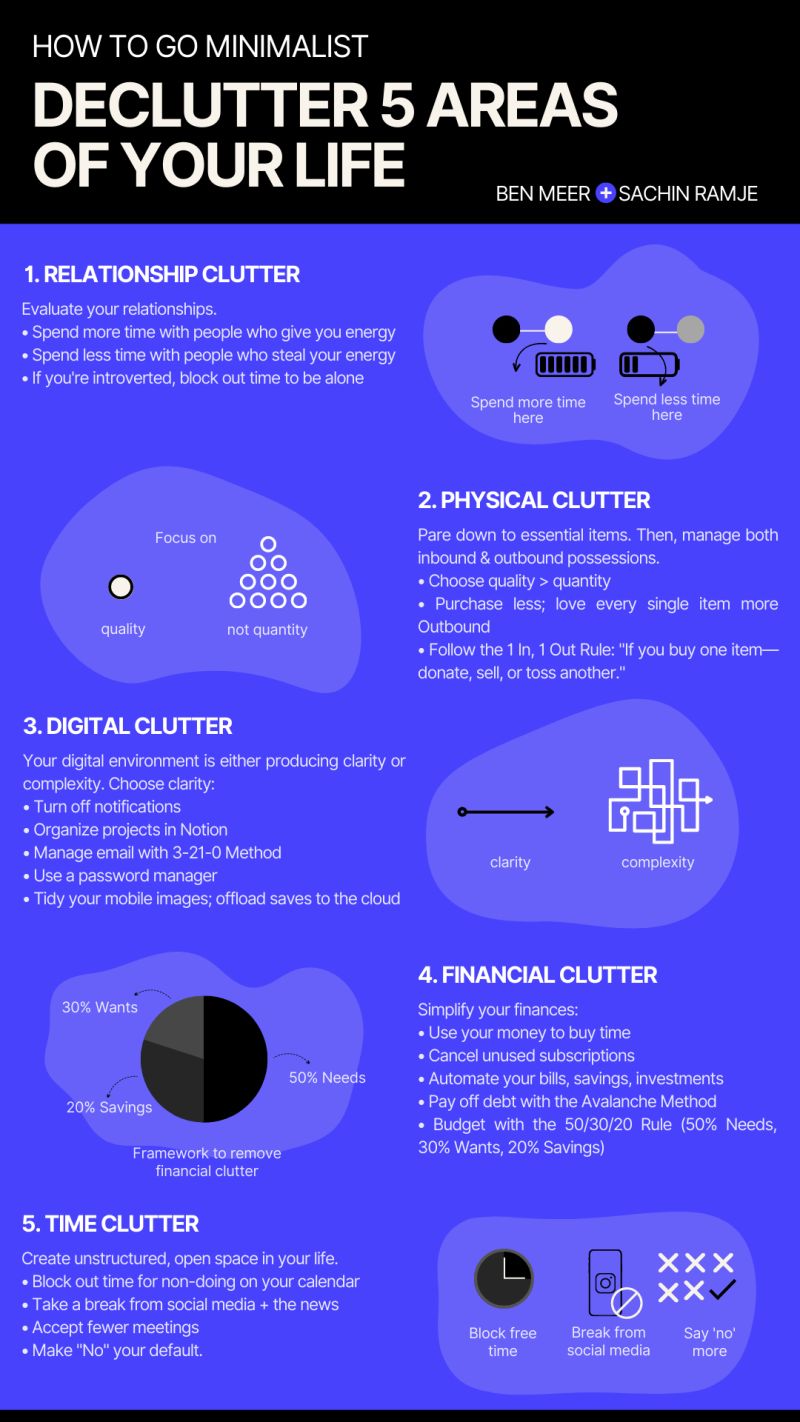 HOW TO GO MINIMALIST
DECLUTTER 5 AREAS
OF YOUR LIFE
BEN MEER + SACHIN RAMJE
1. RELATIONSHIP CLUTTER
Evaluate your relationships.
• Spend more time with people who give you energy
• Spend less time with people who steal your energy
• If you're introverted, block out time to be alone
Spend more time
here
Spend less time
here
Focus on
quality
not quantity
2. PHYSICAL CLUTTER
Pare down to essential items. Then, manage both
inbound & outbound possessions.
• Choose quality > quantity
• Purchase less; love every single item more
Outbound
• Follow the 1 In, 1 Out Rule: "If you buy one item—
donate, sell, or toss another."
3. DIGITAL CLUTTER
Your digital environment is either producing clarity or
complexity. Choose clarity:
• Turn off notifications
• Organize projects in Notion
• Manage email with 3-21-0 Method
• Use a password manager
• Tidy your mobile images; offload saves to the cloud
clarity
complexity
30% Wants
20% Savings
50% Needs
Framework to remove
financial clutter
4. FINANCIAL CLUTTER
Simplify your finances:
• Use your money to buy time
• Cancel unused subscriptions
• Automate your bills, savings, investments
• Pay off debt with the Avalanche Method
• Budget with the 50/30/20 Rule (50% Needs,
30% Wants, 20% Savings)
5. TIME CLUTTER
Create unstructured, open space in your life.
• Block out time for non-doing on your calendar
• Take a break from social media + the news
• Accept fewer meetings
• Make "No" your default.
Block free
time
Break from
social media
Say 'no'
more